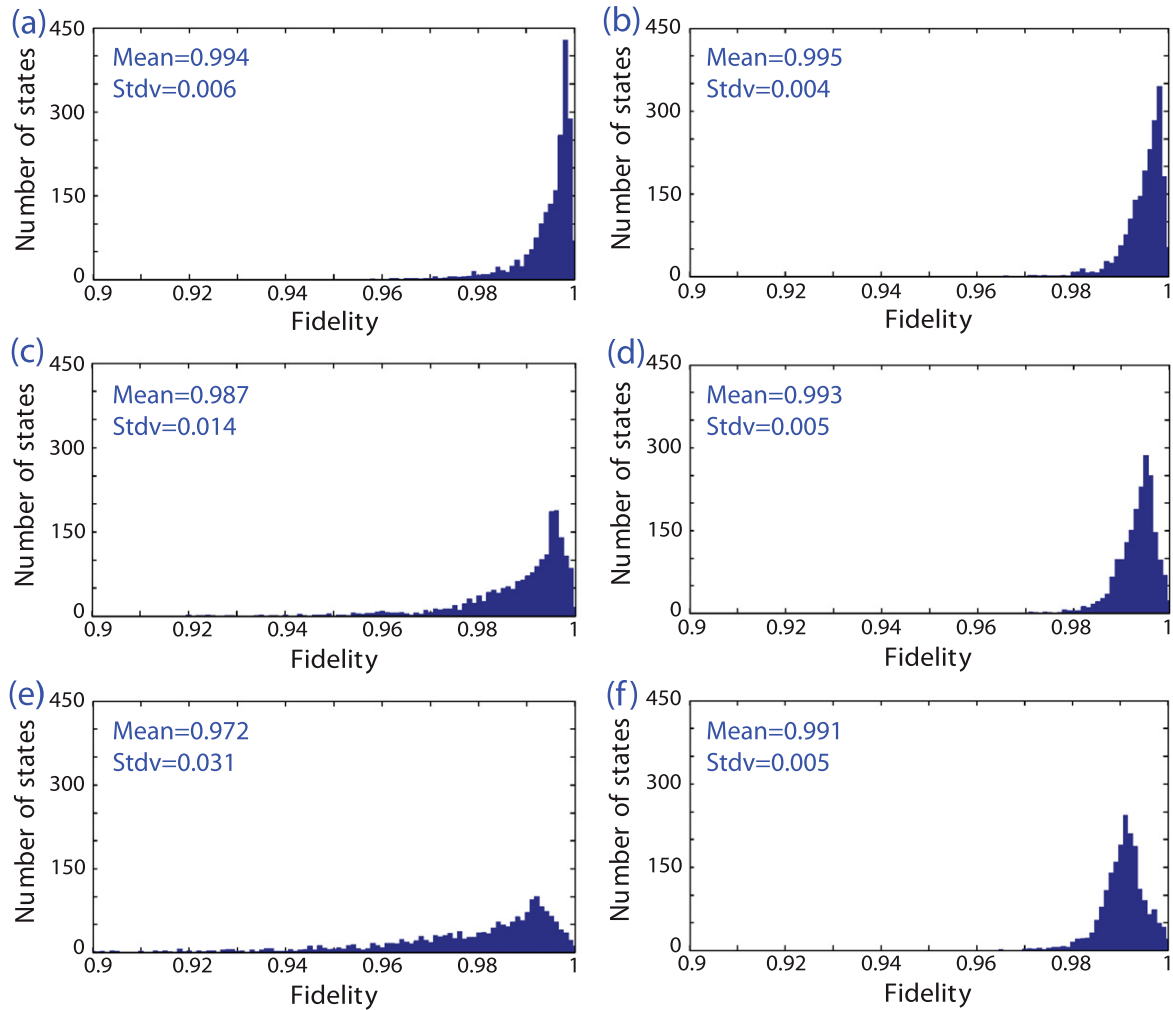 (a)
Number of states
450
300
150
0
Mean=0.994
Stdv=0.006
0.9 0.92 0.94 0.96 0.98 1
Fidelity
(b)
Number of states
450
300
150
0
Mean=0.995
Stdv=0.004
0.9 0.92 0.94 0.96 0.98 1
Fidelity
(c)
Number of states
450
300
150
0
Mean=0.987
Stdv=0.014
0.9 0.92 0.94 0.96 0.98 1
Fidelity
(d)
Number of states
450
300
150
0
Mean=0.993
Stdv=0.005
0.9 0.92 0.94 0.96 0.98 1
Fidelity
(e)
Number of states
450
300
150
0
Mean=0.972
Stdv=0.031
0.9 0.92 0.94 0.96 0.98 1
Fidelity
(f)
Number of states
450
300
150
0
Mean=0.991
Stdv=0.005
0.9 0.92 0.94 0.96 0.98 1
Fidelity